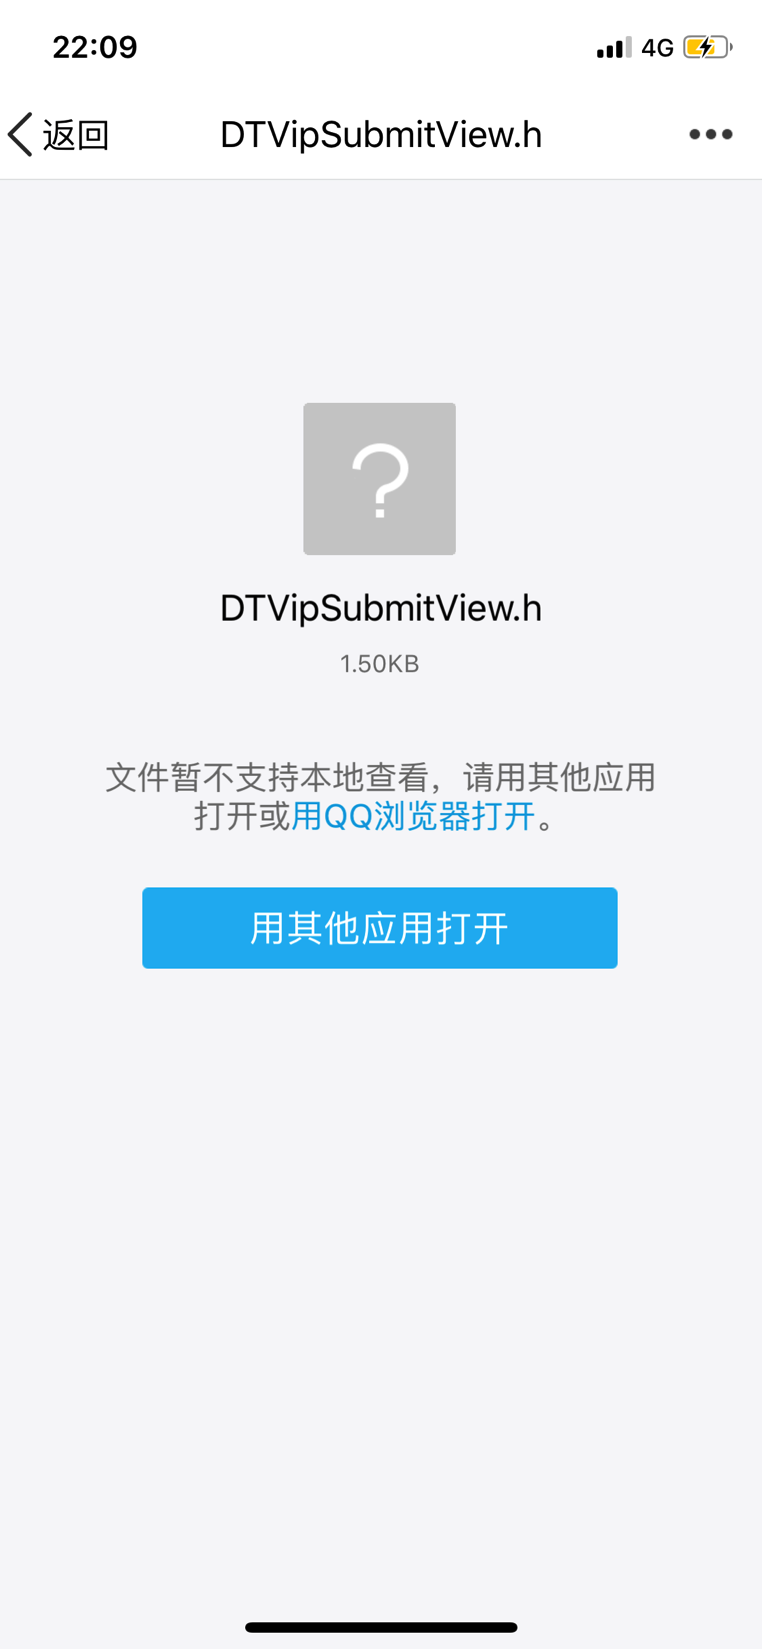 22:09
4G
返回
DTVipSubmitView.h
?
DTVipSubmitView.h
1.50KB
文件暂不支持本地查看，请用其他应用
打开或用QQ浏览器打开。
用其他应用打开